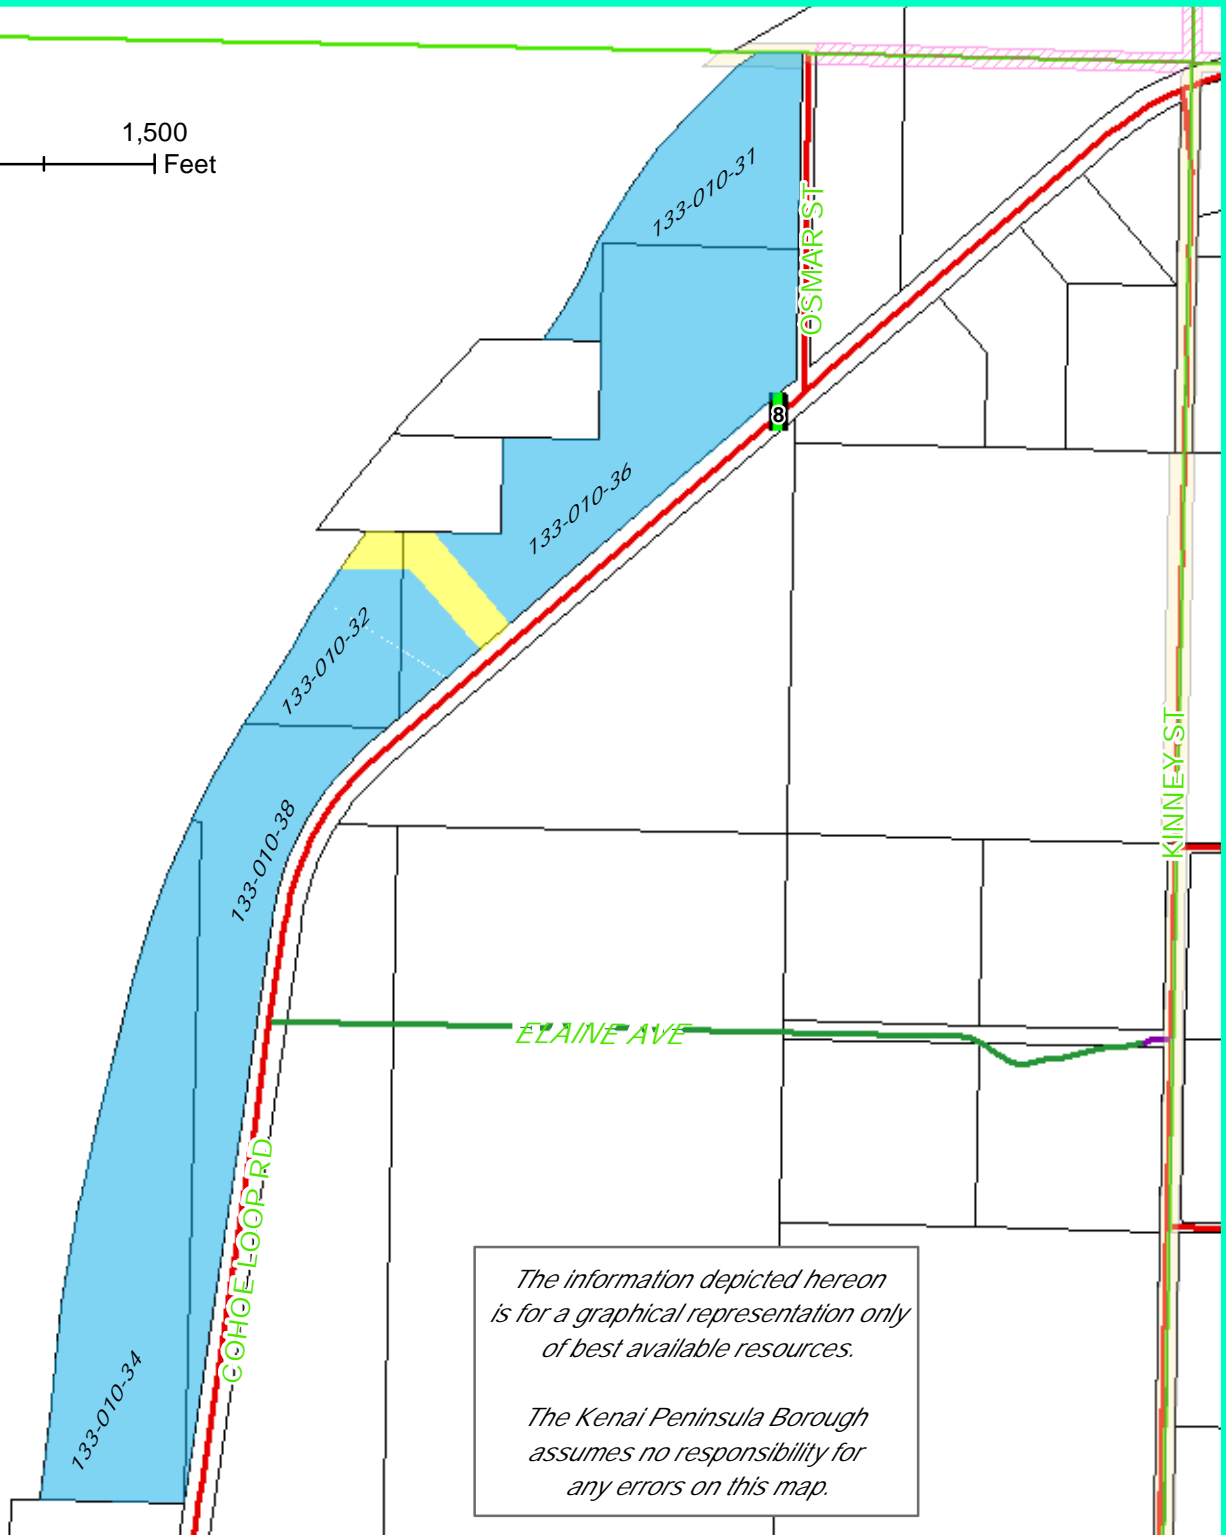 1,500
Feet
133-010-31
OSMAR ST
8
133-010-36
133-010-32
KINNEY ST
133-010-38
ELAINE AVE
COHOE LOOP RD
133-010-34
The information depicted hereon
is for a graphical representation only
of best available resources.
The Kenai Peninsula Borough
assumes no responsibility for
any errors on this map.